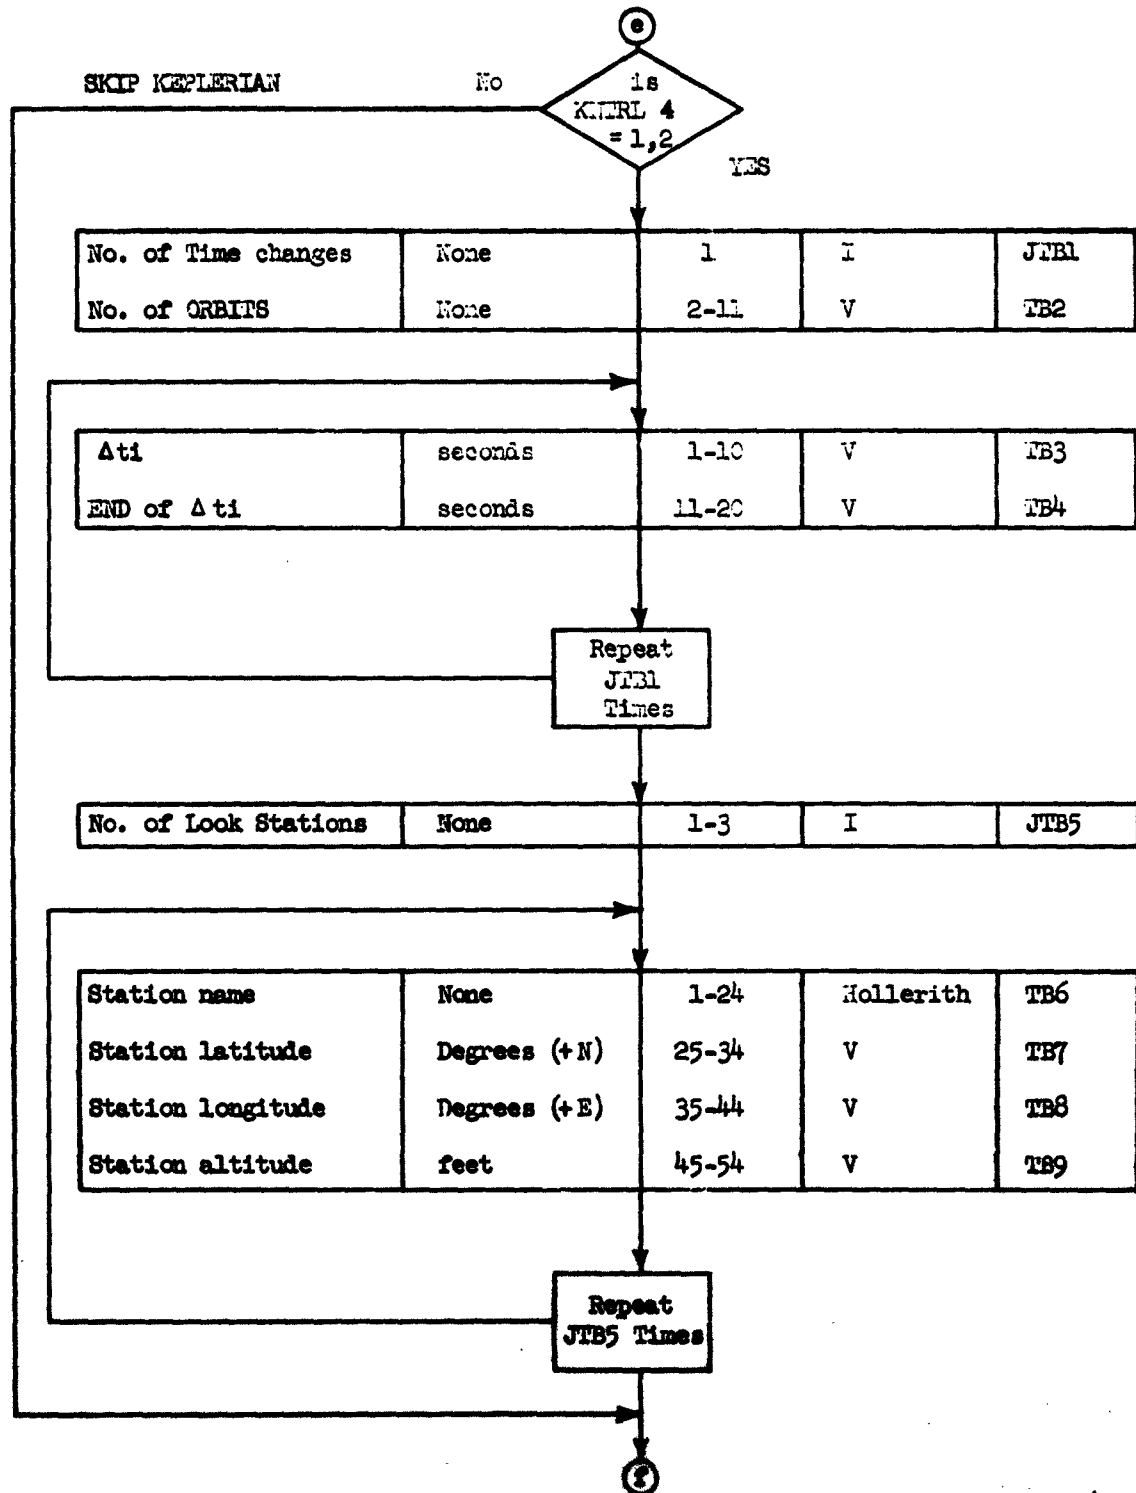 e
SKIP KEPLERIAN No is
4
= 1,2
YES
No. of Time changes None 1 I JTB1
No. of ORBITS None 2-11 V TB2
Δti seconds 1-10 V TB3
END of Δti seconds 11-20 V TB4
Repeat
JTB1
Times
No. of Look Stations None 1-3 I JTB5
Station name None 1-24 Hollerith TB6
Station latitude Degrees (+N) 25-34 V TB7
Station longitude Degrees (+E) 35-44 V TB8
Station altitude feet 45-54 V TB9
Repeat
JTB5 Times
f